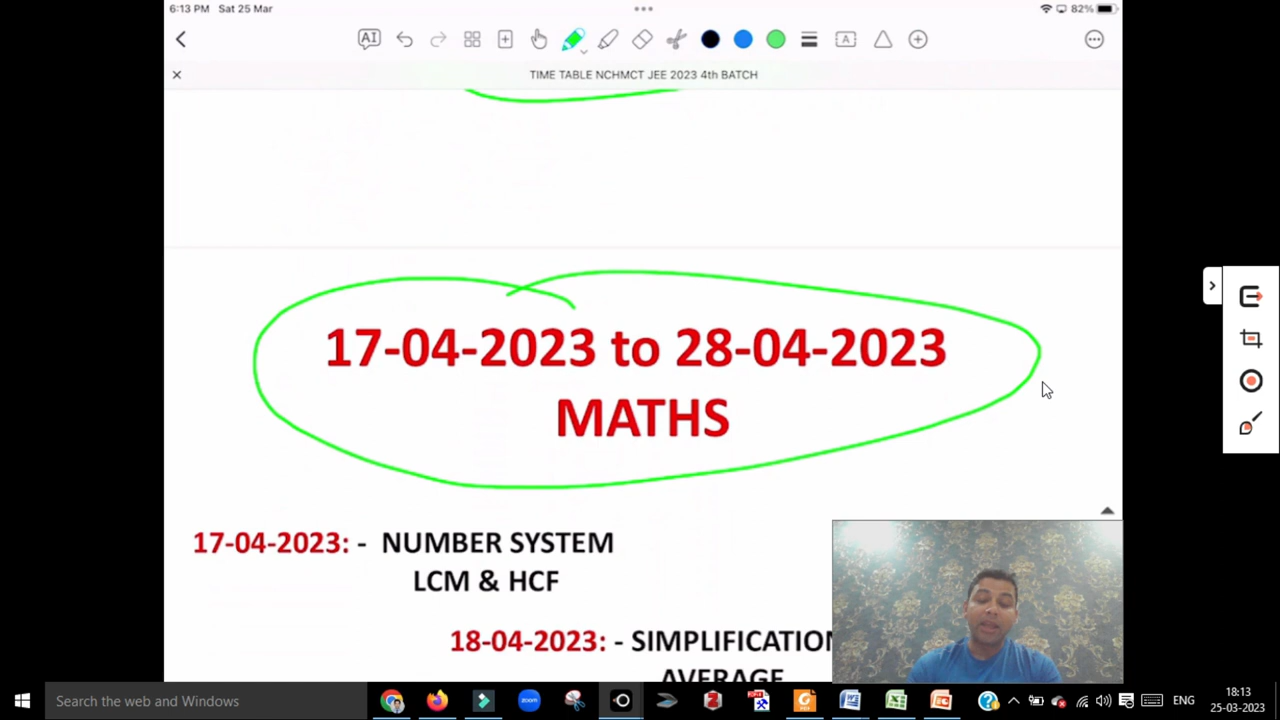 6:13 PM Sat 25 Mar
82%
AI
A
TIME TABLE NCHMCT JEE 2023 4th BATCH
17-04-2023 to 28-04-2023
MATHS
17-04-2023: - NUMBER SYSTEM
LCM & HCF
18-04-2023: - SIMPLIFICATION
AVERAGE
Search the web and Windows
zoom
ENG
18:13
25-03-2023